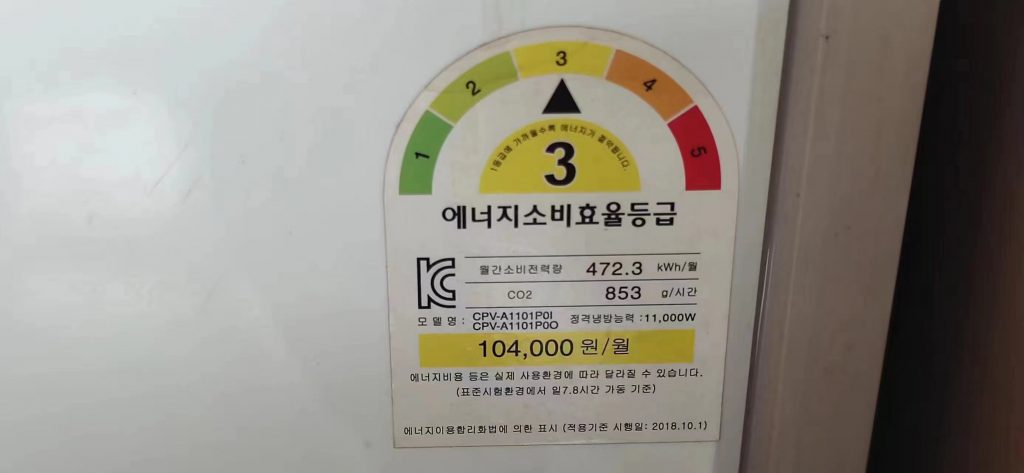 1 2 3 4 5
1등급에 가까울수록 에너지가 절약됩니다.
3
에너지소비효율등급
월간소비전력량 472.3 kWh/월
CO2 853 g/시간
모델명 : CPV-A1101P0I 정격냉방능력 : 11,000W
CPV-A1101P0O
104,000 원/월
에너지비용 등은 실제 사용환경에 따라 달라질 수 있습니다.
(표준시험환경에서 일7.8시간 가동 기준)
에너지이용합리화법에 의한 표시 (적용기준 시행일: 2018.10.1)